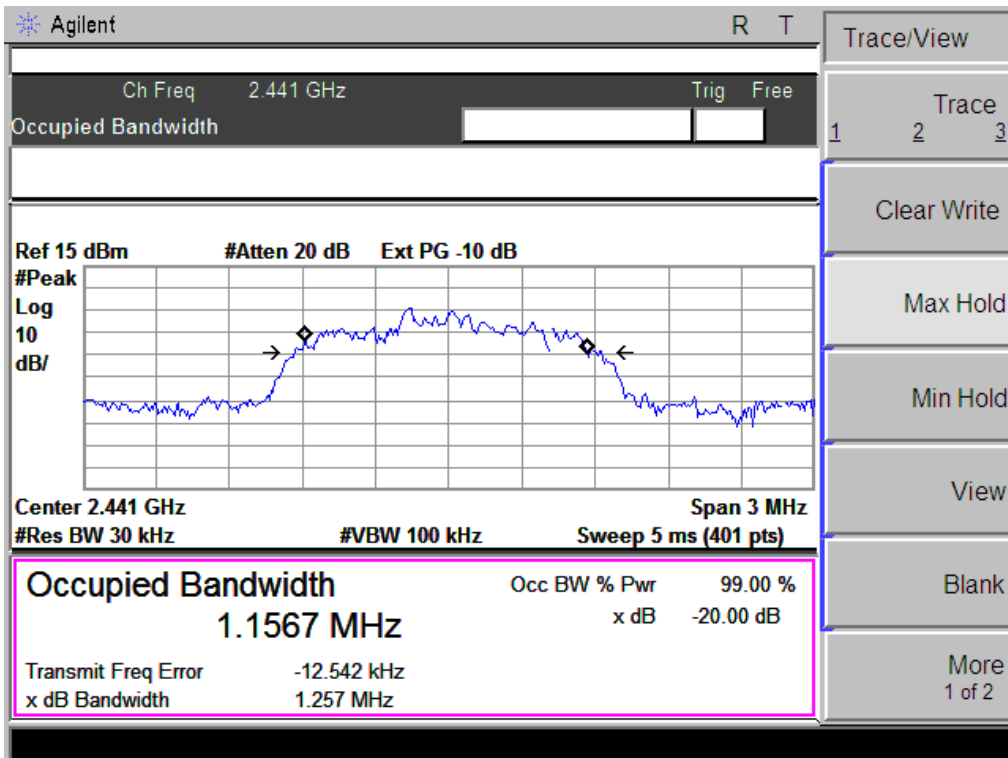 Agilent R T
Ch Freq 2.441 GHz Trig Free
Occupied Bandwidth
Ref 15 dBm #Atten 20 dB Ext PG -10 dB
#Peak
Log
10
dB/
Center 2.441 GHz Span 3 MHz
#Res BW 30 kHz #VBW 100 kHz Sweep 5 ms (401 pts)
Occupied Bandwidth Occ BW % Pwr 99.00 %
1.1567 MHz x dB -20.00 dB
Transmit Freq Error -12.542 kHz
x dB Bandwidth 1.257 MHz
Trace/View
Trace
1 2 3
Clear Write
Max Hold
Min Hold
View
Blank
More
1 of 2